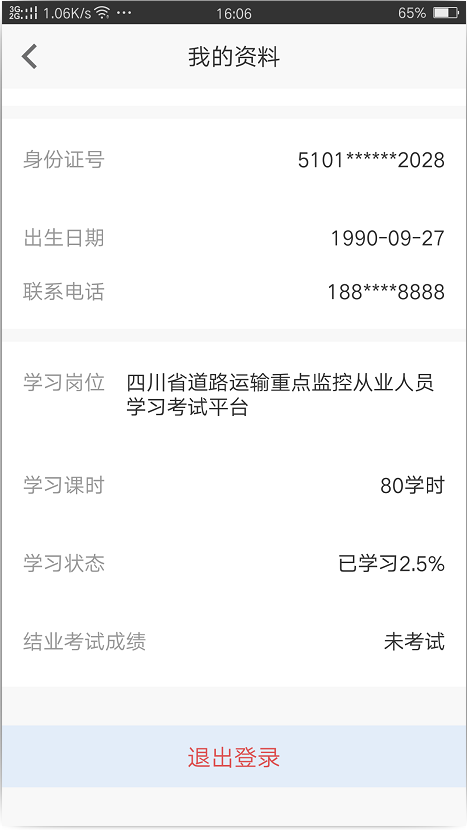 3G 2G 1.06K/s ··· 16:06 65%
我的资料
身份证号 5101******2028
出生日期 1990-09-27
联系电话 188****8888
学习岗位 四川省道路运输重点监控从业人员
学习考试平台
学习课时 80学时
学习状态 已学习2.5%
结业考试成绩 未考试
退出登录